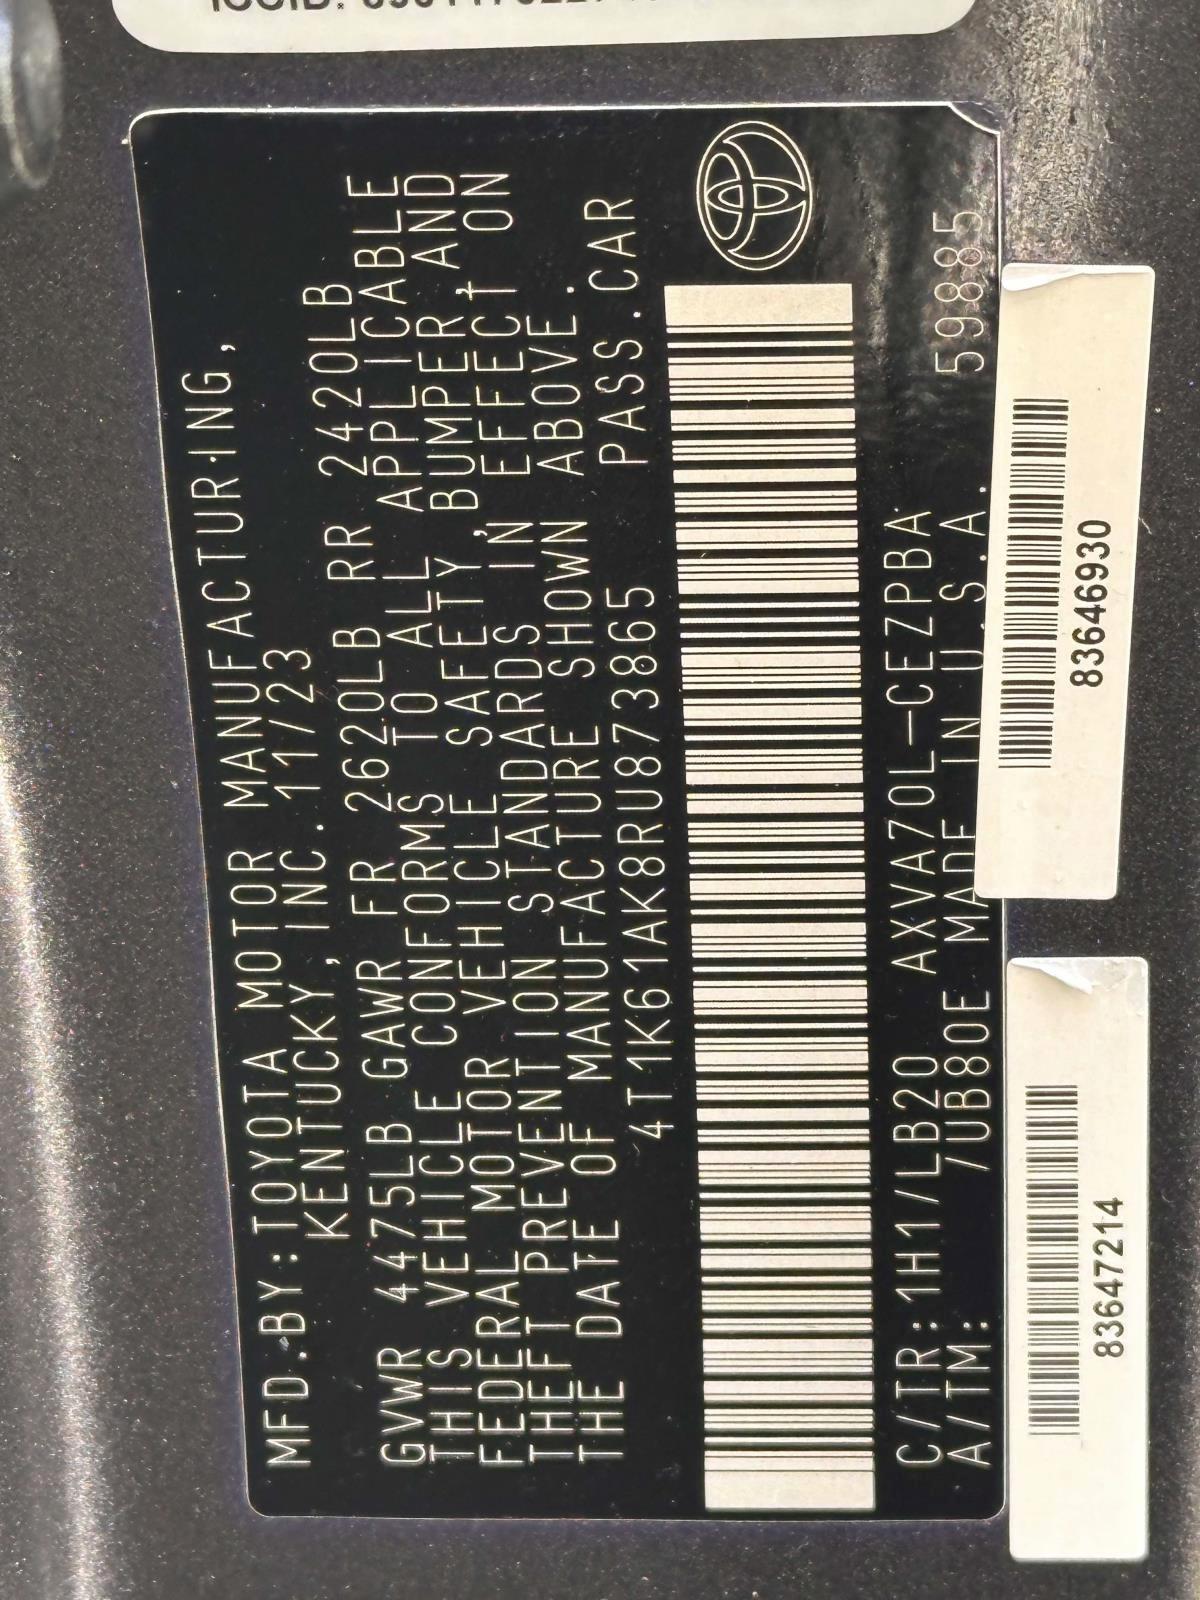 MFD.BY:TOYOTA MOTOR MANUFACTURING,
KENTUCKY, INC. 11/23
GVWR 4475LB GAWR FR 2620LB RR 2420LB
THIS VEHICLE CONFORMS TO ALL APPLICABLE
FEDERAL MOTOR VEHICLE SAFETY, BUMPER, AND
THEFT PREVENTION STANDARDS IN EFFECT ON
THE DATE OF MANUFACTURE SHOWN ABOVE.
4T1K61AK8RU873865 PASS.CAR
C/TR: 1H1/LB20 AXVA70L-CEZPBA
A/TM: /UB80E MADE IN U.S.A. 59885
83646930
83647214